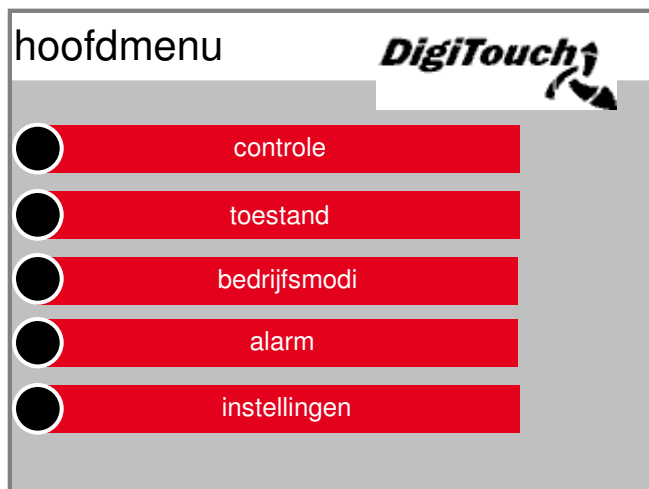 hoofdmenu
DigiTouch
controle
toestand
bedrijfsmodi
alarm
instellingen